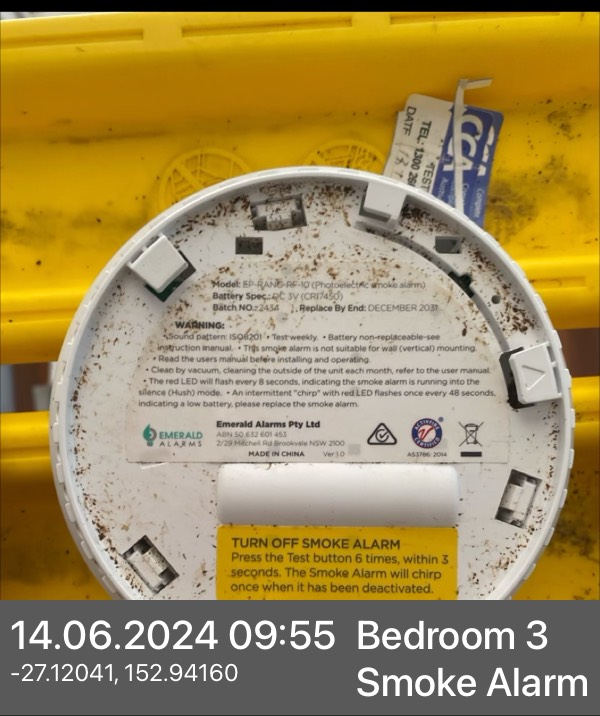 CCA
TEL: 1300
TEST
DATE
Model: EP-RANG-RF-10 (Photoelectric smoke alarm)
Battery Spec.: DC 3V (CR17450)
Batch NO.: 2434 Replace By End: DECEMBER 2031
WARNING:
•Sound pattern: ISO8201 • Test weekly. • Battery non-replaceable-see
instruction manual. • This smoke alarm is not suitable for wall (vertical) mounting.
• Read the users manual before installing and operating.
• Clean by vacuum, cleaning the outside of the unit each month, refer to the user manual.
• The red LED will flash every 8 seconds, indicating the smoke alarm is running into the
silence (Hush) mode. • An intermittent "chirp" with red LED flashes once every 48 seconds,
indicating a low battery, please replace the smoke alarm.
EMERALD
ALARMS
Emerald Alarms Pty Ltd
ABN 50 632 601 453
2/29 Mitchell Rd Brookvale NSW 2100
MADE IN CHINA Ver:1.0
AS3786: 2014
TURN OFF SMOKE ALARM
Press the Test button 6 times, within 3
seconds. The Smoke Alarm will chirp
once when it has been deactivated.
14.06.2024 09:55
-27.12041, 152.94160
Bedroom 3
Smoke Alarm